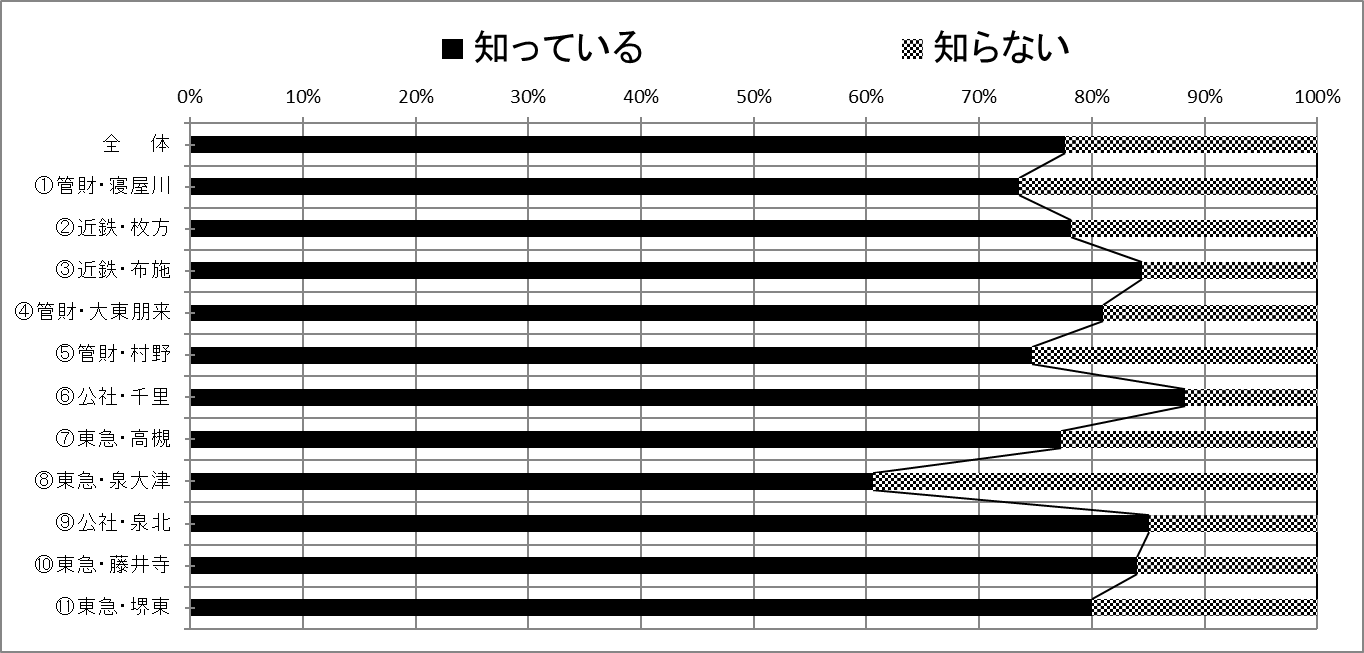 知っている 知らない
0% 10% 20% 30% 40% 50% 60% 70% 80% 90% 100%
全　体
①管財・寝屋川
②近鉄・枚方
③近鉄・布施
④管財・大東朋来
⑤管財・村野
⑥公社・千里
⑦東急・高槻
⑧東急・泉大津
⑨公社・泉北
⑩東急・藤井寺
⑪東急・堺東